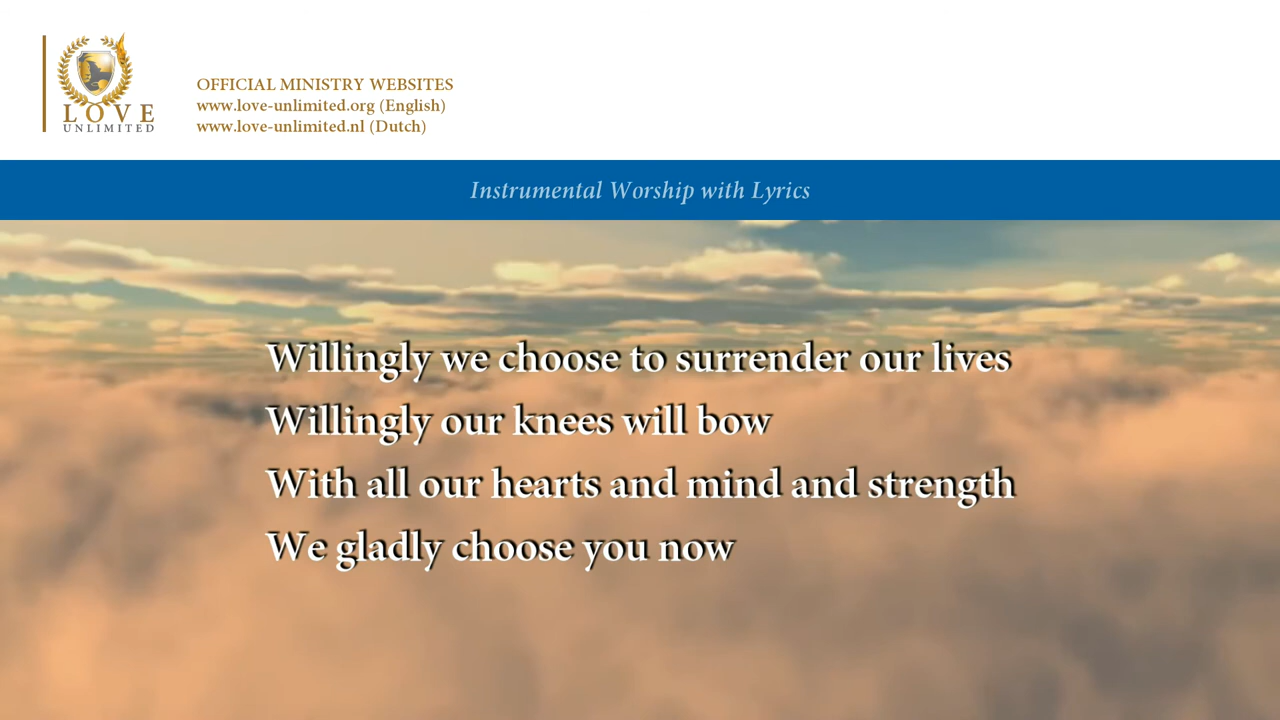 LOVE
UNLIMITED
OFFICIAL MINISTRY WEBSITES
www.love-unlimited.org (English)
www.love-unlimited.nl (Dutch)
Instrumental Worship with Lyrics
Willingly we choose to surrender our lives
Willingly our knees will bow
With all our hearts and mind and strength
We gladly choose you now